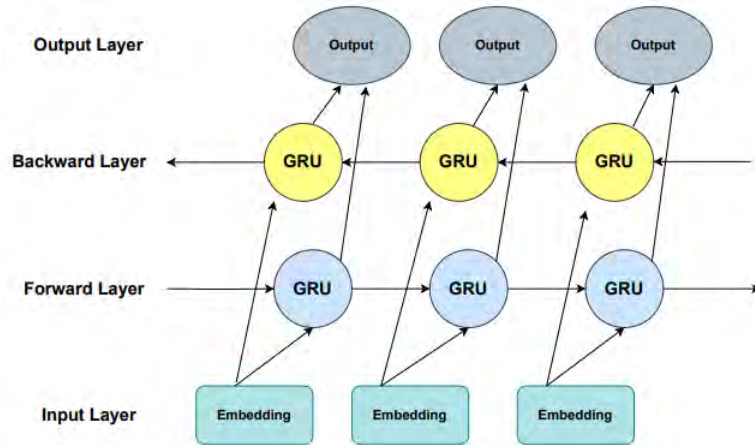 Output Layer
Output
Output
Output
Backward Layer
GRU
GRU
GRU
Forward Layer
GRU
GRU
GRU
Input Layer
Embedding
Embedding
Embedding